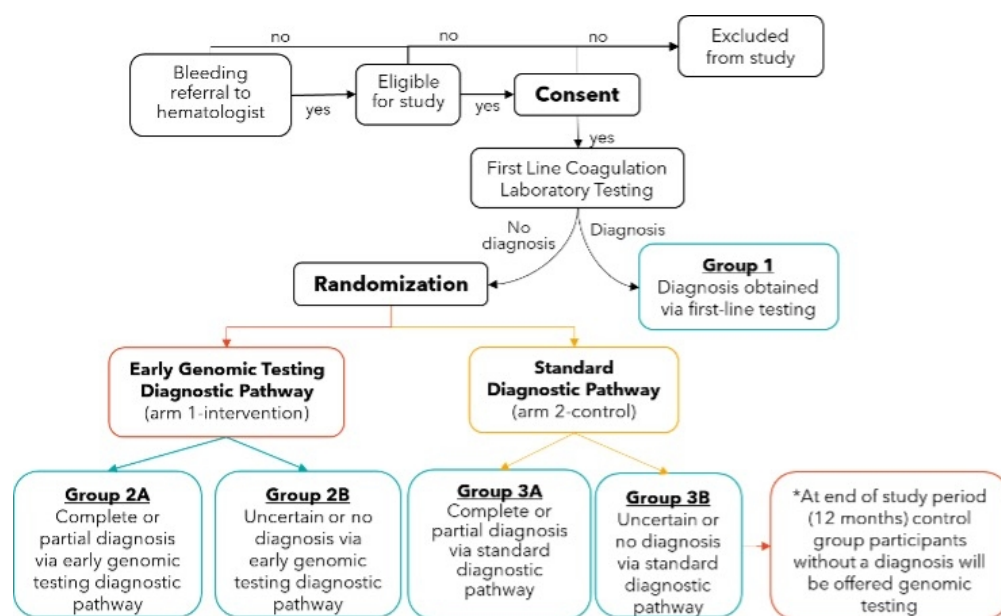 no
no
no
Excluded
from study
Bleeding
referral to
hematologist
yes
Eligible
for study
yes
Consent
yes
First Line Coagulation
Laboratory Testing
No
diagnosis
Diagnosis
Randomization
Group 1
Diagnosis obtained
via first-line testing
Early Genomic Testing
Diagnostic Pathway
(arm 1-intervention)
Standard
Diagnostic Pathway
(arm 2-control)
Group 2A
Complete or
partial diagnosis
via early genomic
testing diagnostic
pathway
Group 2B
Uncertain or no
diagnosis via
early genomic
testing diagnostic
pathway
Group 3A
Complete or
partial diagnosis
via standard
diagnostic
pathway
Group 3B
Uncertain or
no diagnosis
via standard
diagnostic
pathway
*At end of study period
(12 months) control
group participants
without a diagnosis will
be offered genomic
testing